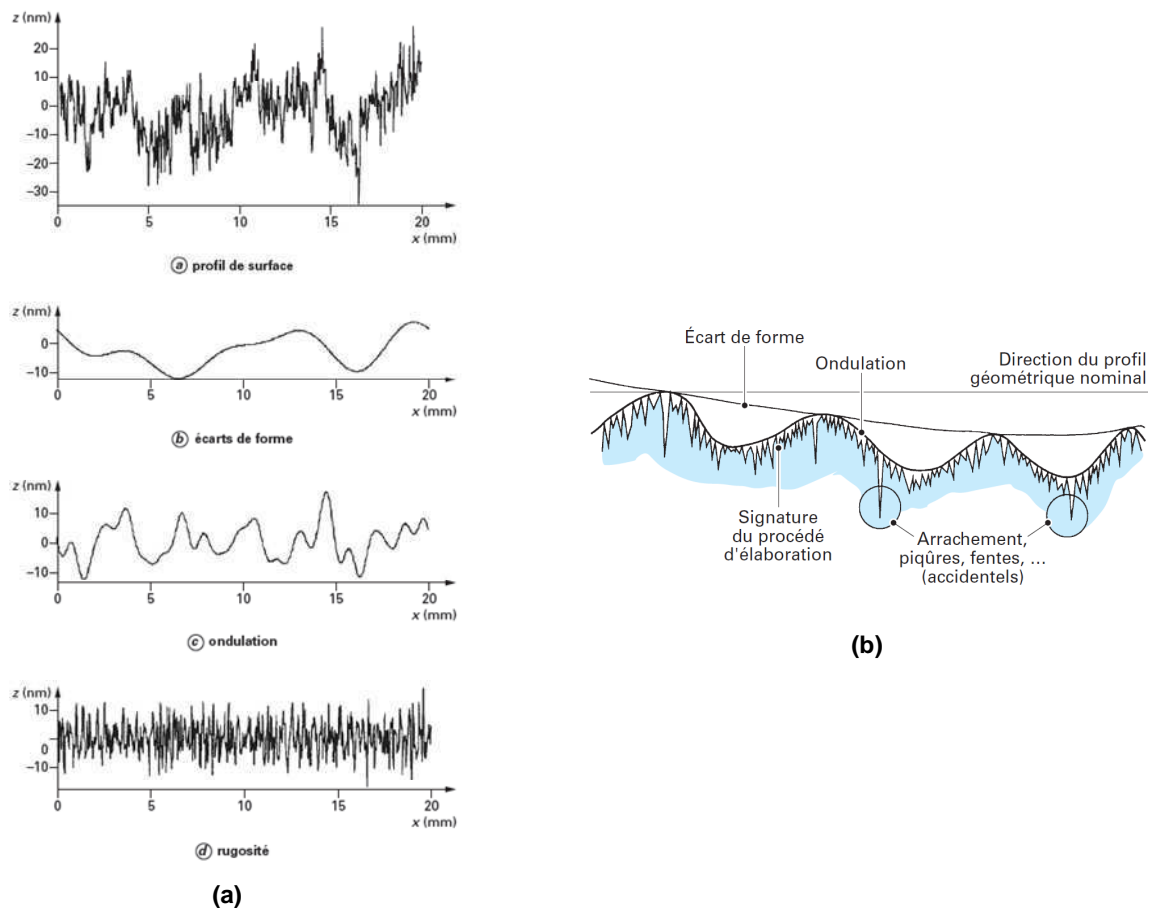 z (nm)
20
10
0
−10
−20
−30
0
5
10
15
20
x (mm)
ⓐ profil de surface
z (nm)
0
−10
0
5
10
15
20
x (mm)
ⓑ écarts de forme
z (nm)
10
0
−10
0
5
10
15
20
x (mm)
ⓒ ondulation
z (nm)
10
0
−10
0
5
10
15
20
x (mm)
ⓓ rugosité
(a)
Écart de forme
Ondulation
Direction du profil
géométrique nominal
Signature
du procédé
d'élaboration
Arrachement,
piqûres, fentes, ...
(accidentels)
(b)